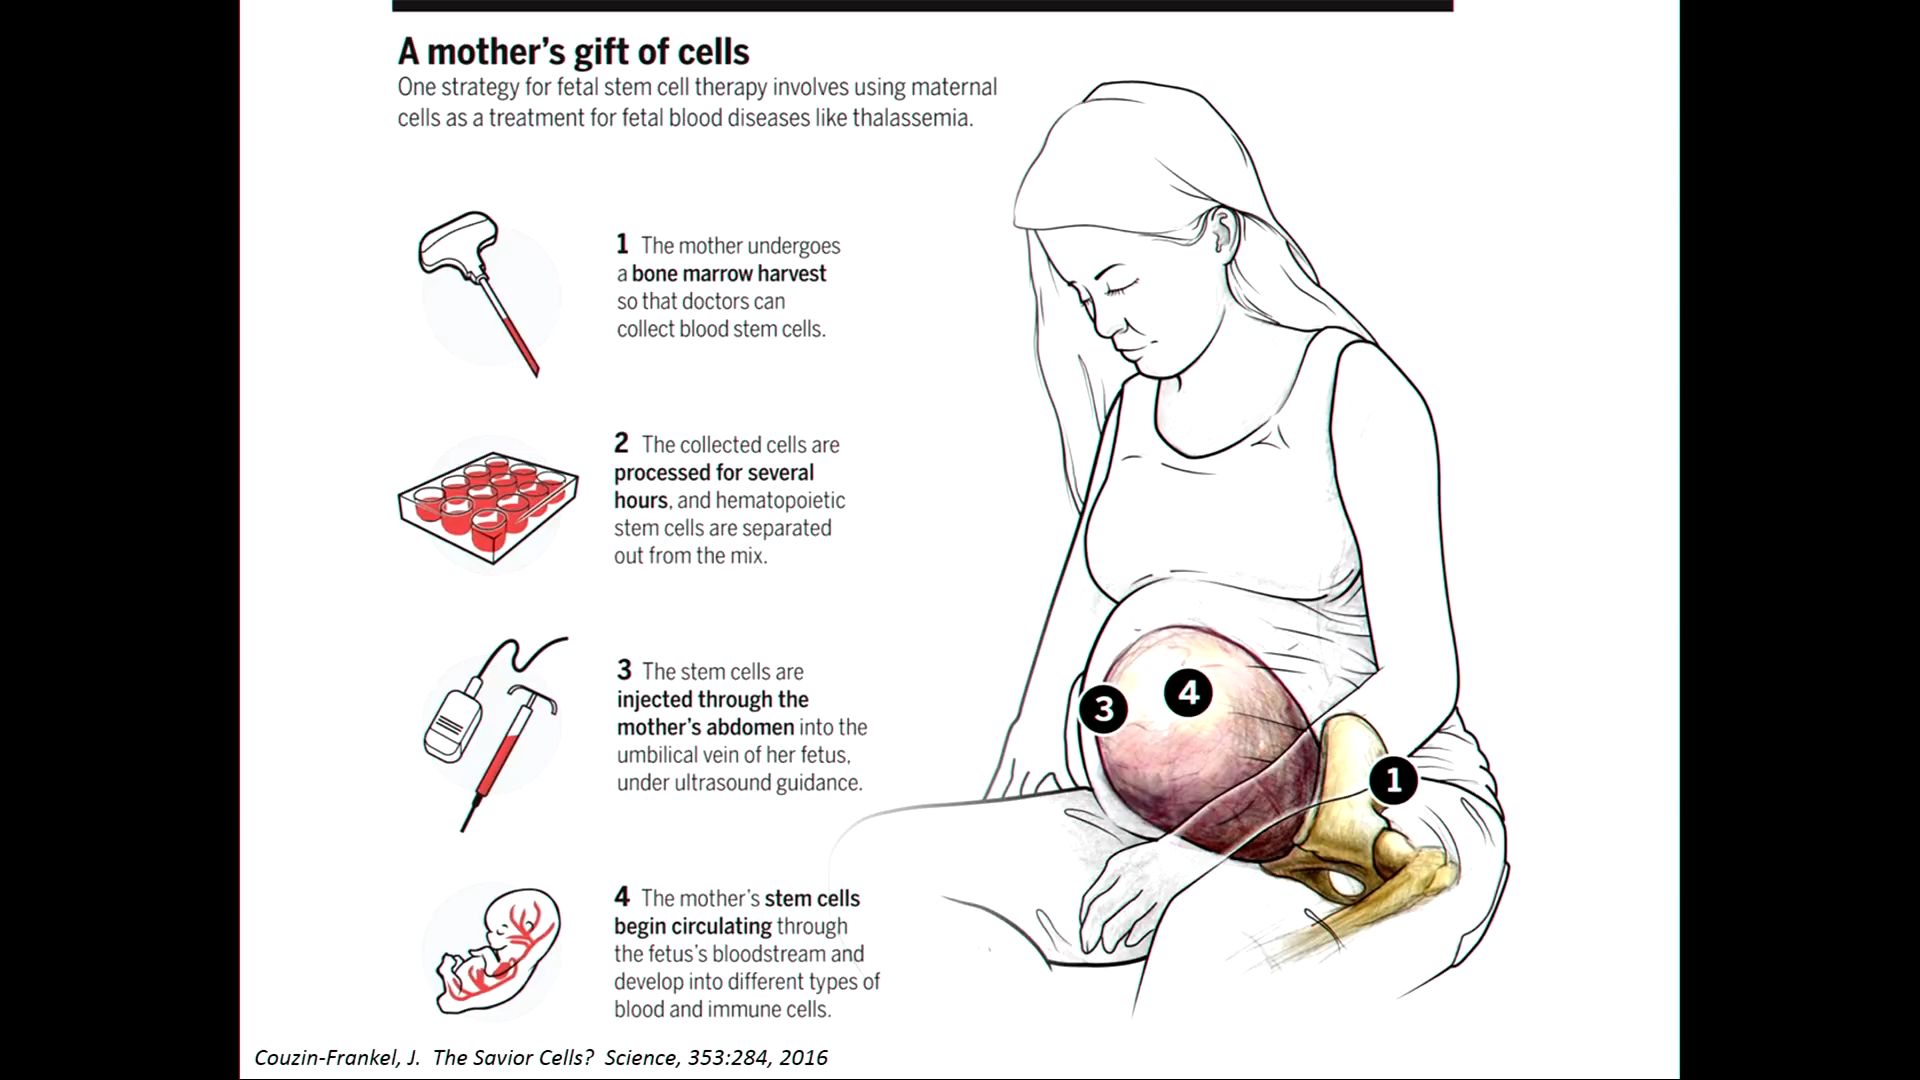 A mother's gift of cells
One strategy for fetal stem cell therapy involves using maternal
cells as a treatment for fetal blood diseases like thalassemia.
1 The mother undergoes
a bone marrow harvest
so that doctors can
collect blood stem cells.
2 The collected cells are
processed for several
hours, and hematopoietic
stem cells are separated
out from the mix.
3 The stem cells are
injected through the
mother's abdomen into the
umbilical vein of her fetus,
under ultrasound guidance.
4 The mother's stem cells
begin circulating through
the fetus's bloodstream and
develop into different types of
blood and immune cells.
3
4
1
Couzin-Frankel, J. The Savior Cells? Science, 353:284, 2016